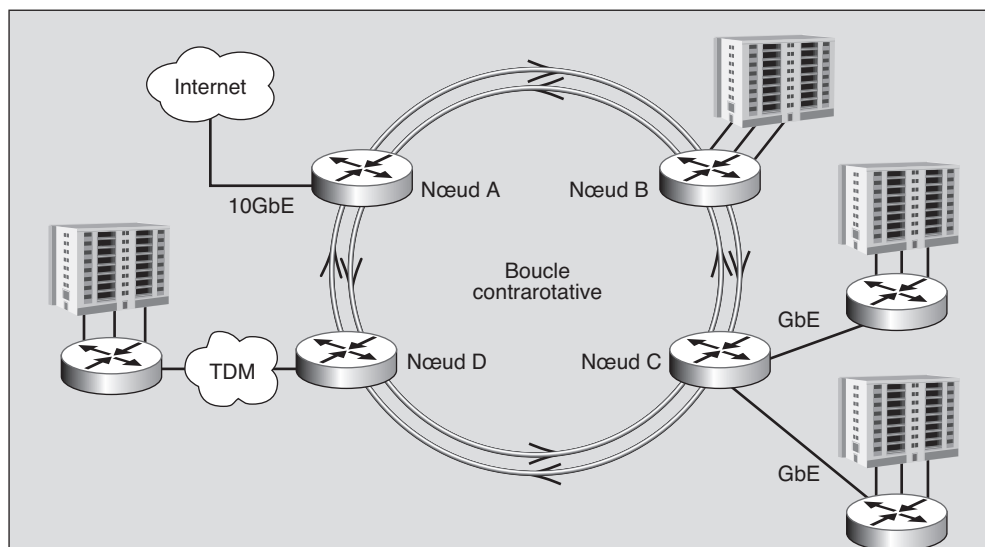 Internet
10GbE
Nœud A
Nœud B
Boucle
contrarotative
GbE
TDM
Nœud D
Nœud C
GbE